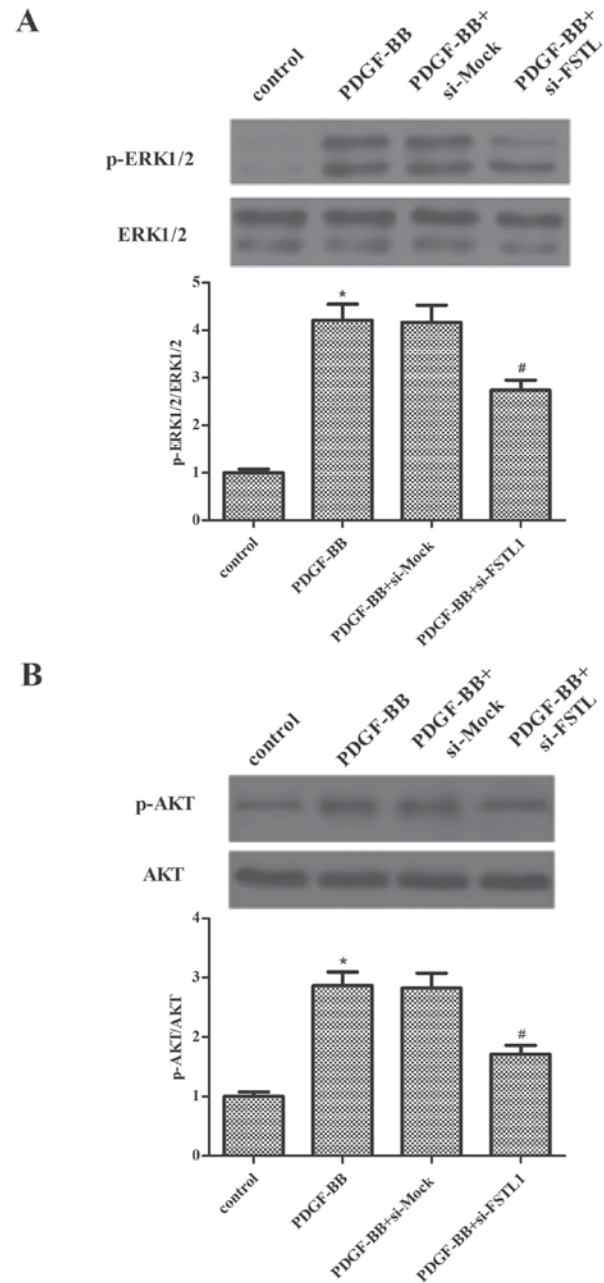 A
control
PDGF-BB
PDGF-BB+
si-Mock
PDGF-BB+
si-FSTL
p-ERK1/2
ERK1/2
5
4
3
2
1
0
p-ERK1/2/ERK1/2
*
#
control
PDGF-BB
PDGF-BB+si-Mock
PDGF-BB+si-FSTL1
B
control
PDGF-BB
PDGF-BB+
si-Mock
PDGF-BB+
si-FSTL
p-AKT
AKT
4
3
2
1
0
p-AKT/AKT
*
#
control
PDGF-BB
PDGF-BB+si-Mock
PDGF-BB+si-FSTL1